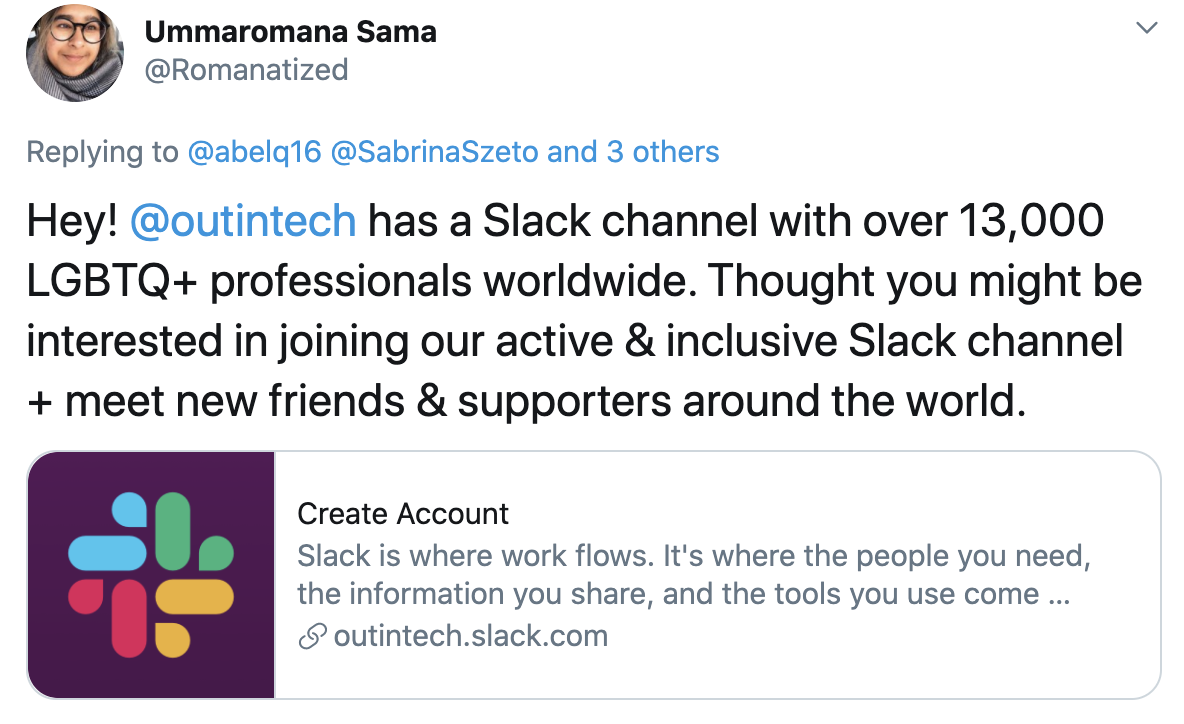 Ummaromana Sama
@Romanatized
Replying to @abelq16 @SabrinaSzeto and 3 others
Hey! @outintech has a Slack channel with over 13,000
LGBTQ+ professionals worldwide. Thought you might be
interested in joining our active & inclusive Slack channel
+ meet new friends & supporters around the world.
Create Account
Slack is where work flows. It's where the people you need,
the information you share, and the tools you use come ...
outintech.slack.com